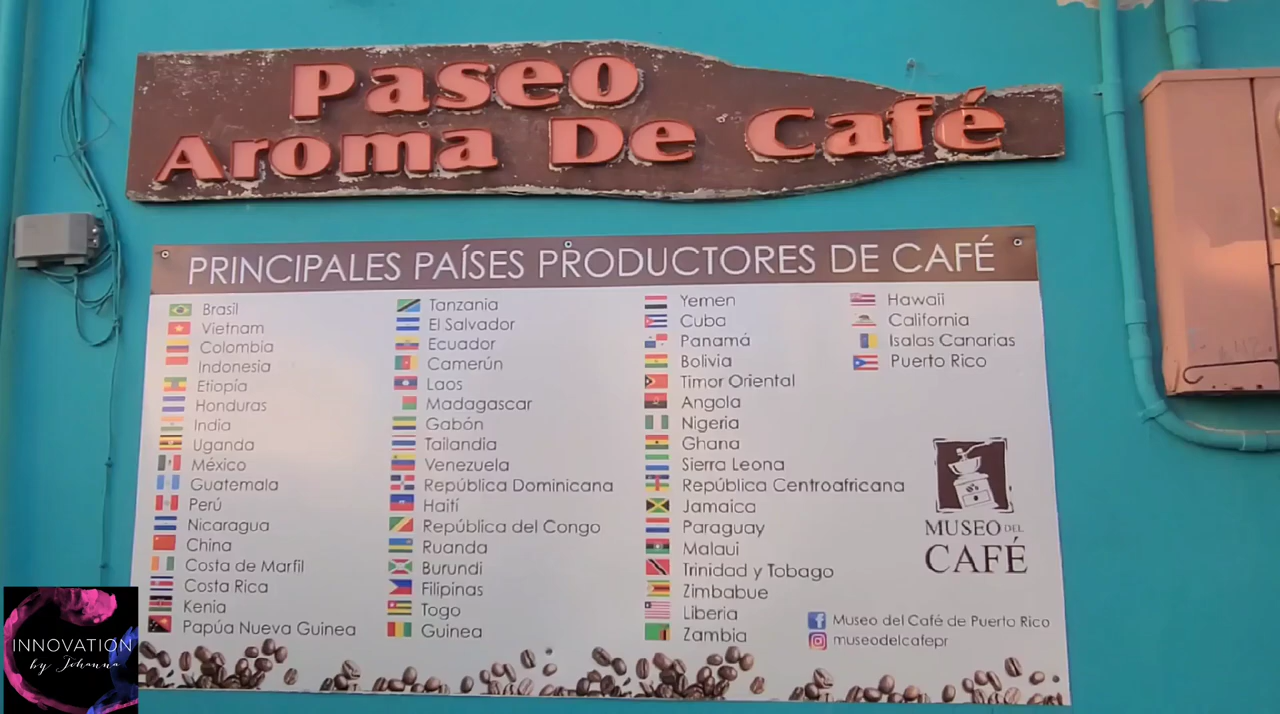 Paseo
Aroma De Café
PRINCIPALES PAÍSES PRODUCTORES DE CAFÉ
Brasil
Vietnam
Colombia
Indonesia
Etiopía
Honduras
India
Uganda
México
Guatemala
Perú
Nicaragua
China
Costa de Marfil
Costa Rica
Kenia
Papúa Nueva Guinea
Tanzania
El Salvador
Ecuador
Camerún
Laos
Madagascar
Gabón
Tailandia
Venezuela
República Dominicana
Haití
República del Congo
Ruanda
Burundi
Filipinas
Togo
Guinea
Yemen
Cuba
Panamá
Bolivia
Timor Oriental
Angola
Nigeria
Ghana
Sierra Leona
República Centroafricana
Jamaica
Paraguay
Malaui
Trinidad y Tobago
Zimbabue
Liberia
Zambia
Hawaii
California
Isalas Canarias
Puerto Rico
MUSEO DEL
CAFÉ
Museo del Café de Puerto Rico
museodelcafepr
INNOVATION
by Johanna